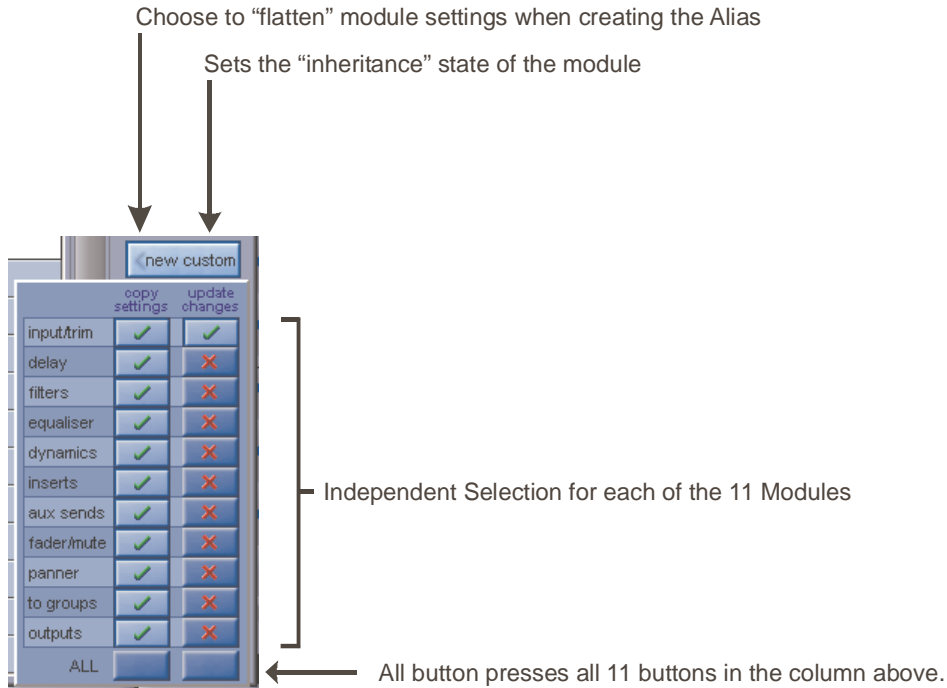 Choose to “flatten” module settings when creating the Alias
Sets the “inheritance” state of the module
new custom
copy settings
update changes
input/trim
delay
filters
equaliser
dynamics
inserts
aux sends
fader/mute
panner
to groups
outputs
ALL
Independent Selection for each of the 11 Modules
All button presses all 11 buttons in the column above.